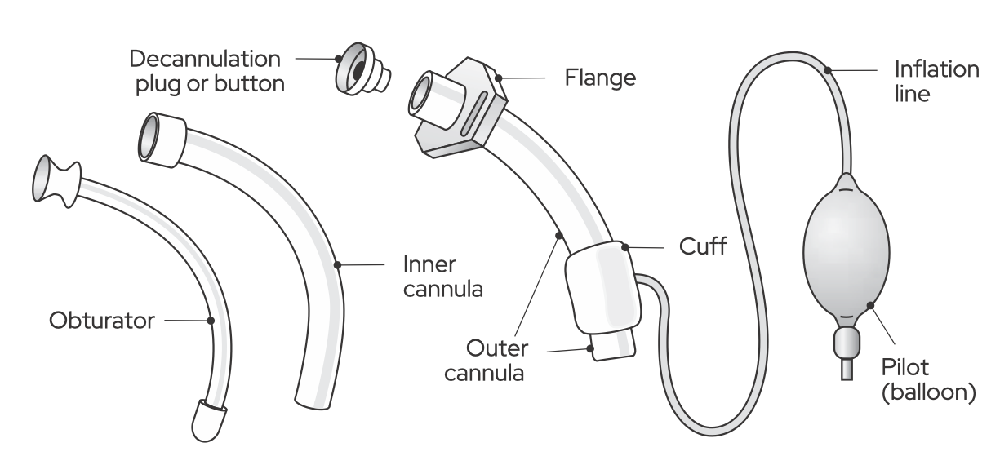 Decannulation
plug or button
Flange
Inflation
line
Inner
cannula
Cuff
Obturator
Outer
cannula
Pilot
(balloon)